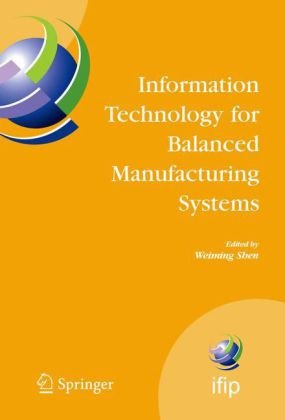 Information
Technology for
Balanced
Manufacturing
Systems
Edited by
Weiming Shen
Springer
ifip